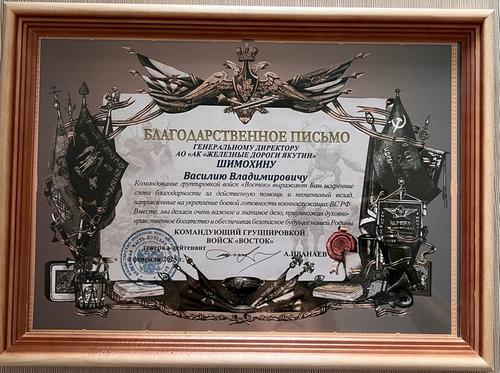 БЛАГОДАРСТВЕННОЕ ПИСЬМО
ГЕНЕРАЛЬНОМУ ДИРЕКТОРУ
АО «АК «ЖЕЛЕЗНЫЕ ДОРОГИ ЯКУТИИ»
ШИМОХИНУ
Василию Владимировичу
Командование группировкой войск «Восток» выражают Вам искренние
слова благодарности за действенную помощь и неоценимый вклад,
направленные на укрепление боевой готовности военнослужащих ВС РФ.
Вместе, мы делаем очень важное и значимое дело, приумножая духовно-
нравственное богатство и обеспечивая безопасное будущее нашей Родины
КОМАНДУЮЩИЙ ГРУППИРОВКОЙ
ВОЙСК «ВОСТОК»
генерал-лейтенант
А.ИВАНАЕВ
февраля